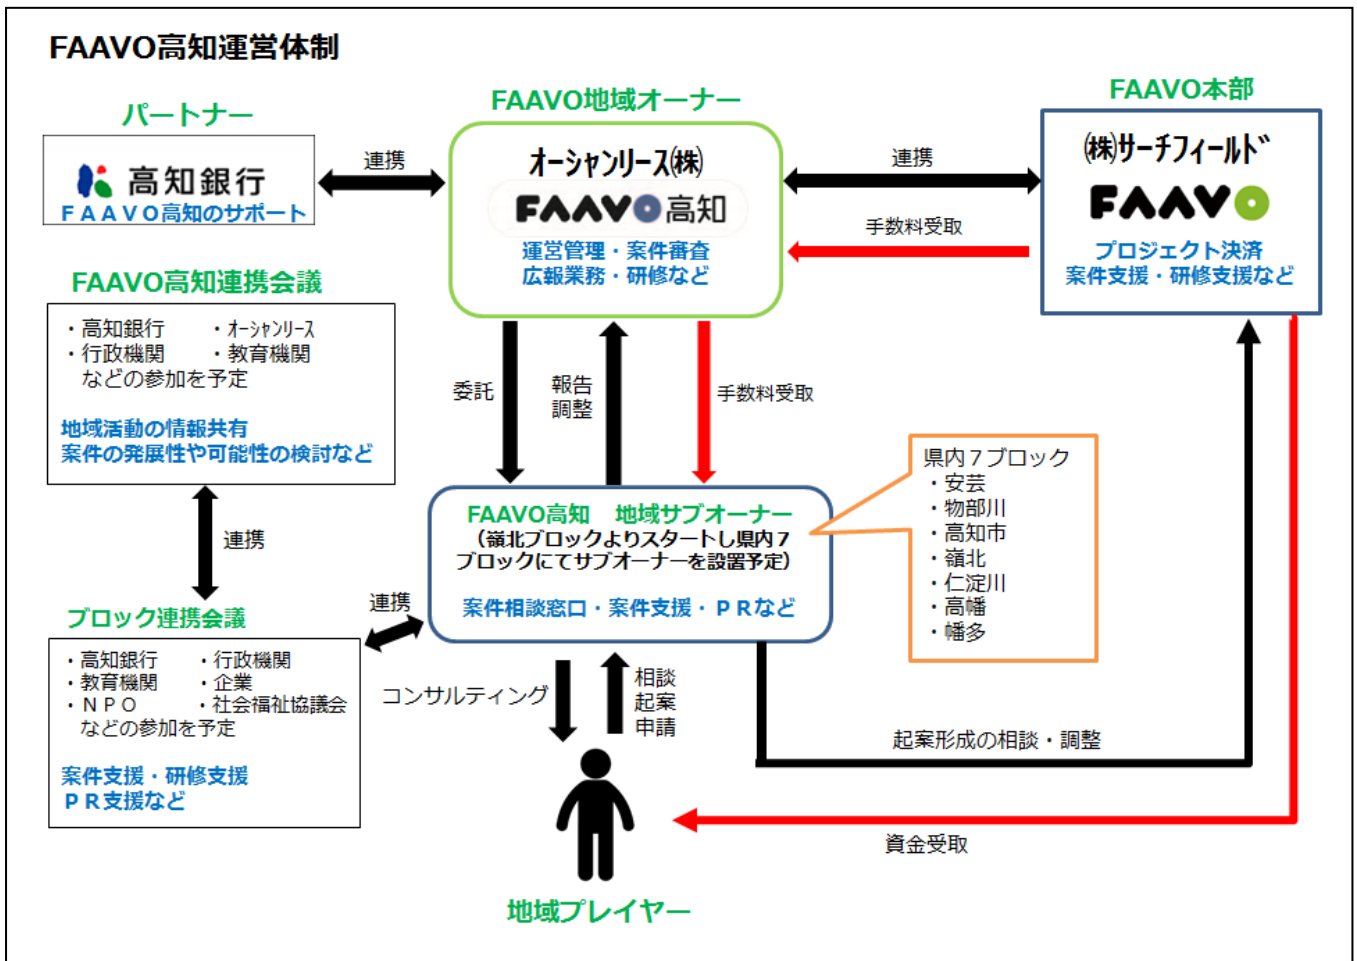 FAAVO高知運営体制
パートナー
高知銀行
ＦＡＡＶＯ高知のサポート
連携
FAAVO地域オーナー
ｵｰｼｬﾝﾘｰｽ㈱
FAAVO高知
運営管理・案件審査
広報業務・研修など
連携
手数料受取
FAAVO本部
㈱ｻｰﾁﾌｨｰﾙﾄﾞ
FAAVO
プロジェクト決済
案件支援・研修支援など
FAAVO高知連携会議
・高知銀行 ・ｵｰｼｬﾝﾘｰｽ
・行政機関 ・教育機関
などの参加を予定
地域活動の情報共有
案件の発展性や可能性の検討など
委託
報告
調整
手数料受取
連携
FAAVO高知 地域サブオーナー
（嶺北ブロックよりスタートし県内７
ブロックにてサブオーナーを設置予定）
案件相談窓口・案件支援・ＰＲなど
県内７ブロック
・安芸
・物部川
・高知市
・嶺北
・仁淀川
・高幡
・幡多
ブロック連携会議
・高知銀行 ・行政機関
・教育機関 ・企業
・ＮＰＯ ・社会福祉協議会
などの参加を予定
案件支援・研修支援
ＰＲ支援など
連携
コンサルティング
相談
起案
申請
起案形成の相談・調整
資金受取
地域プレイヤー